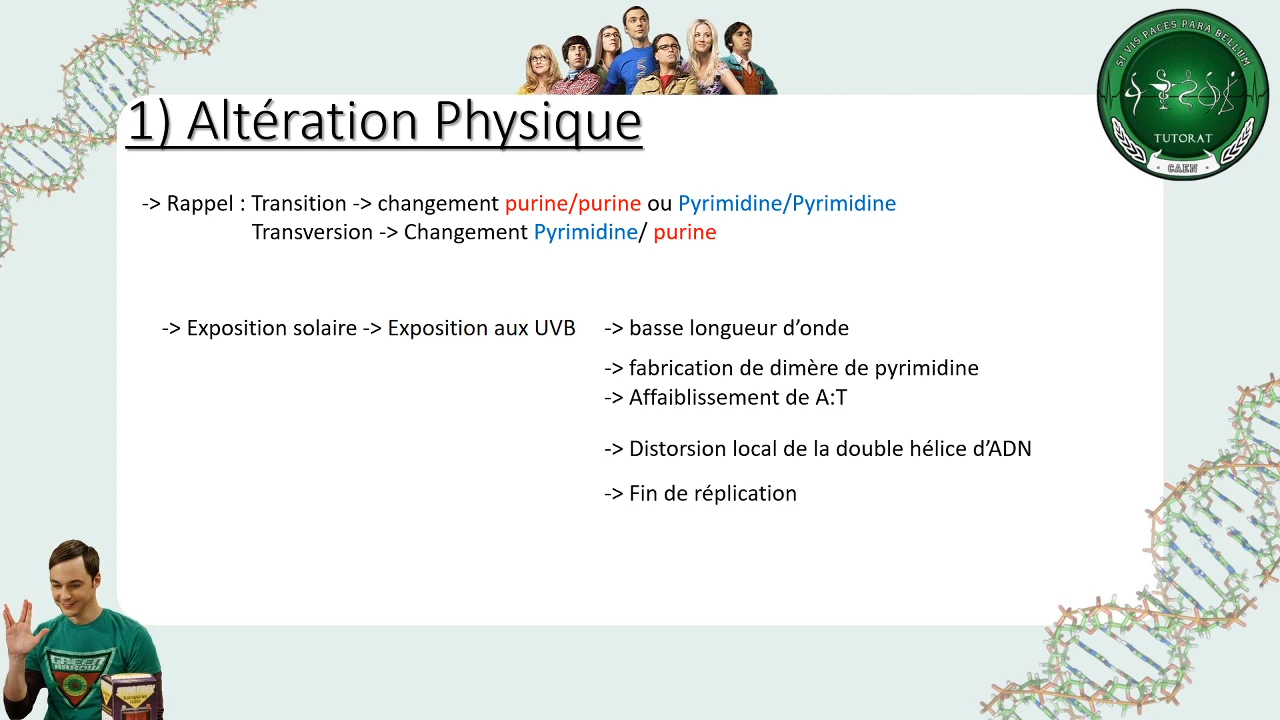 SI VIS PACES PARA BELLUM
TUTORAT
CAEN
1) Altération Physique
-> Rappel : Transition -> changement purine/purine ou Pyrimidine/Pyrimidine
Transversion -> Changement Pyrimidine/ purine
-> Exposition solaire -> Exposition aux UVB -> basse longueur d’onde
-> fabrication de dimère de pyrimidine
-> Affaiblissement de A:T
-> Distorsion local de la double hélice d’ADN
-> Fin de réplication
GREEN